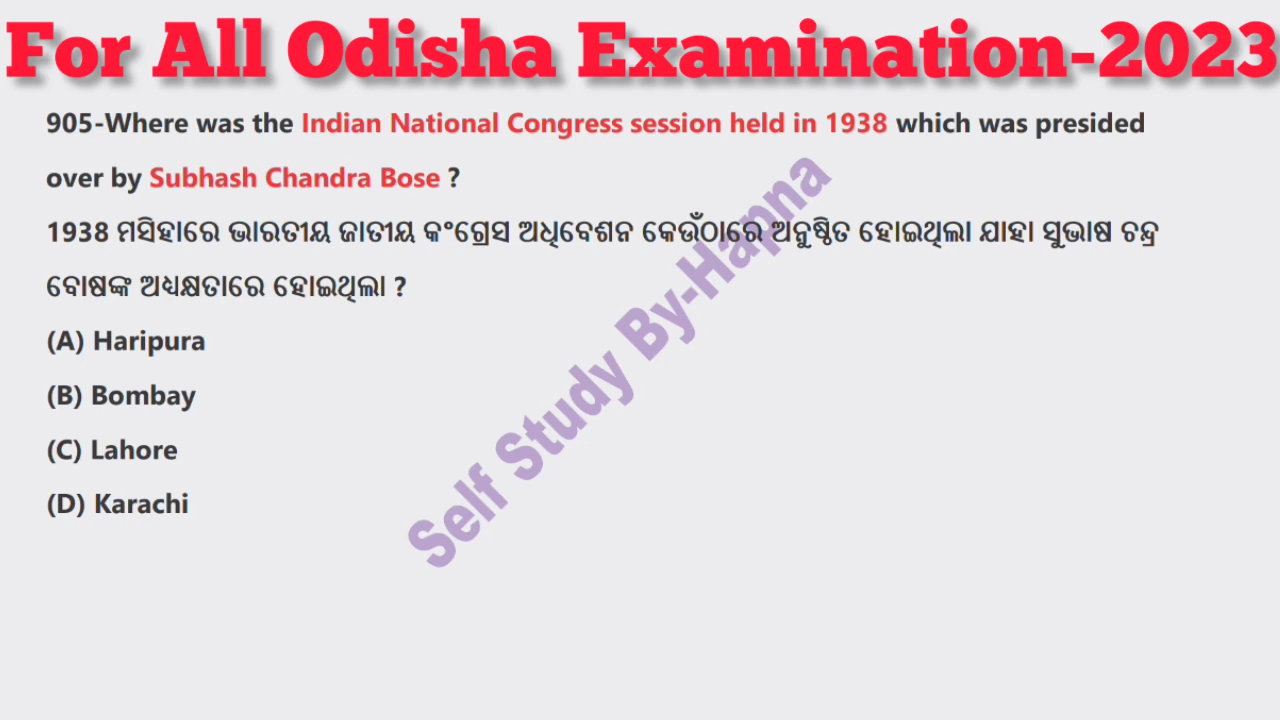 For All Odisha Examination-2023
905-Where was the Indian National Congress session held in 1938 which was presided
over by Subhash Chandra Bose ?
1938 ମସିହାରେ ଭାରତୀୟ ଜାତୀୟ କଂଗ୍ରେସ ଅଧିବେଶନ କେଉଁଠାରେ ଅନୁଷ୍ଠିତ ହୋଇଥିଲା ଯାହା ସୁଭାଷ ଚନ୍ଦ୍ର
ବୋଷଙ୍କ ଅଧ୍ୟକ୍ଷତାରେ ହୋଇଥିଲା ?
(A) Haripura
(B) Bombay
(C) Lahore
(D) Karachi
Self Study By-Hapna